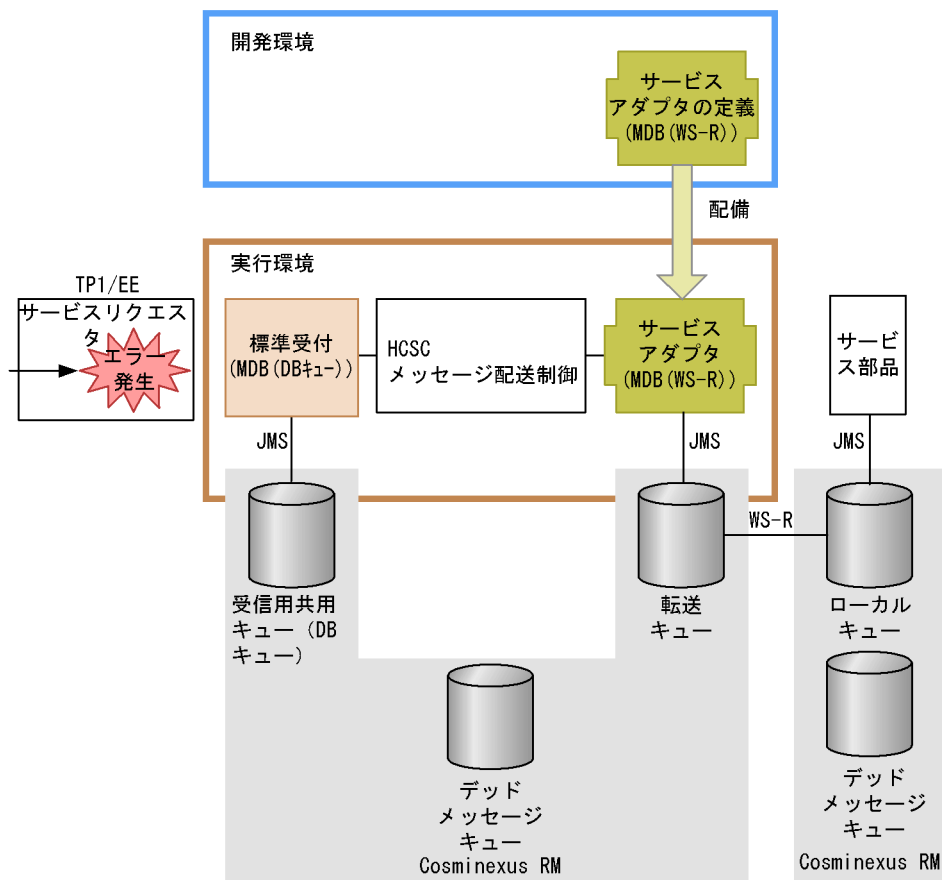 開発環境
サービス
アダプタの定義
(MDB(WS-R))
配備
実行環境
TP1/EE
サービスリクエス
タ
エラー
発生
標準受付
(MDB(DBｷｭｰ))
HCSC
メッセージ配送制御
サービス
アダプタ
(MDB(WS-R))
サービ
ス部品
JMS
JMS
JMS
WS-R
受信用共用
キュー（DB
キュー）
転送
キュー
ローカル
キュー
デッド
メッセージ
キュー
Cosminexus RM
デッド
メッセージ
キュー
Cosminexus RM